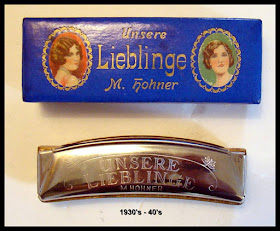 Unsere
Lieblinge
M. Hohner
UNSERE
LIEBLINGE
M. HOHNER
1930's - 40's